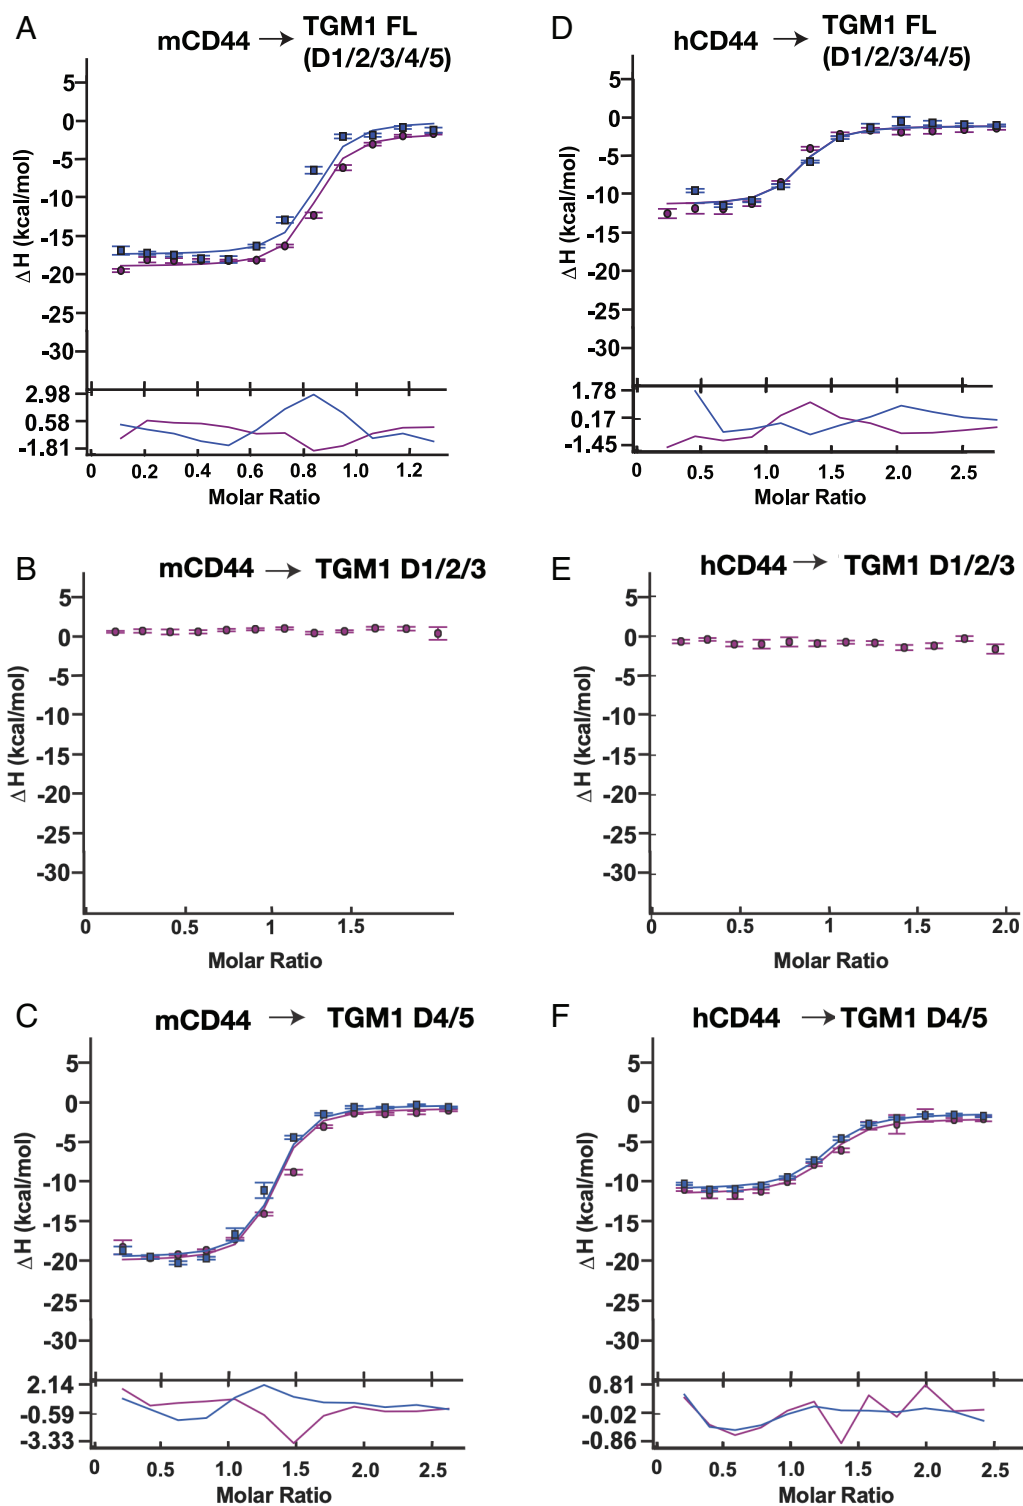 A
mCD44 → TGM1 FL
(D1/2/3/4/5)
5
0
-5
-10
-15
-20
-25
-30
ΔH (kcal/mol)
2.98
0.58
-1.81
0 0.2 0.4 0.6 0.8 1.0 1.2
Molar Ratio
D
hCD44 → TGM1 FL
(D1/2/3/4/5)
5
0
-5
-10
-15
-20
-25
-30
ΔH (kcal/mol)
1.78
0.17
-1.45
0 0.5 1.0 1.5 2.0 2.5
Molar Ratio
B
mCD44 → TGM1 D1/2/3
5
0
-5
-10
-15
-20
-25
-30
ΔH (kcal/mol)
0 0.5 1 1.5
Molar Ratio
E
hCD44 → TGM1 D1/2/3
5
0
-5
-10
-15
-20
-25
-30
ΔH (kcal/mol)
0 0.5 1 1.5 2.0
Molar Ratio
C
mCD44 → TGM1 D4/5
5
0
-5
-10
-15
-20
-25
-30
ΔH (kcal/mol)
2.14
-0.59
-3.33
0 0.5 1.0 1.5 2.0 2.5
Molar Ratio
F
hCD44 → TGM1 D4/5
5
0
-5
-10
-15
-20
-25
-30
ΔH (kcal/mol)
0.81
-0.02
-0.86
0 0.5 1.0 1.5 2.0 2.5
Molar Ratio